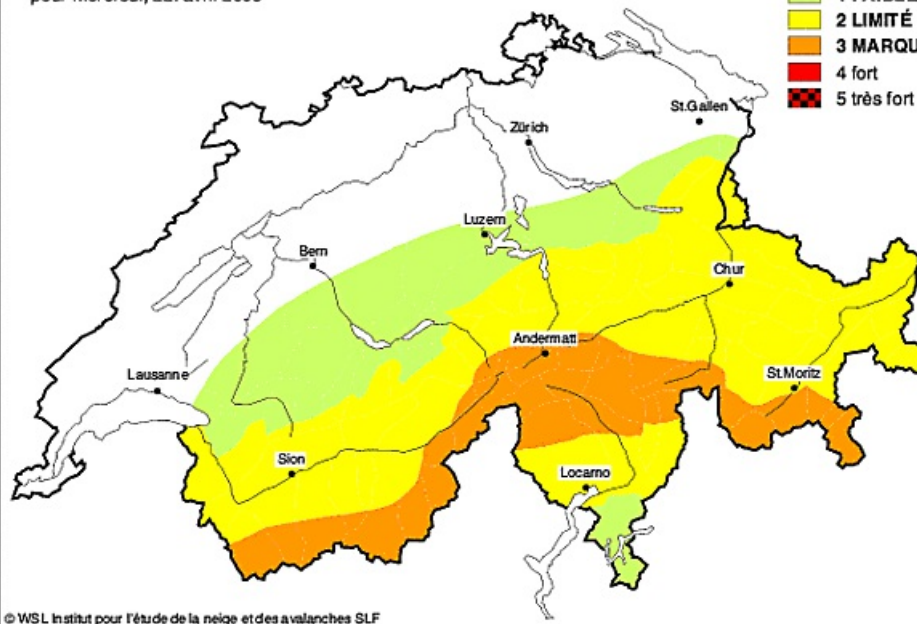 2 LIMITÉ
3 MARQU
4 fort
5 très fort
St.Gallen
Zürich
Luzern
Bern
Chur
Andermatt
Lausanne
St.Moritz
Sion
Locarno
© WSL Institut pour l'étude de la neige et des avalanches SLF